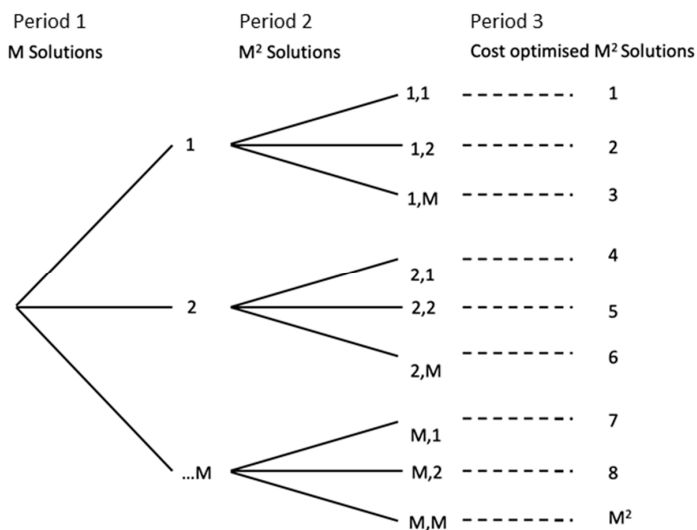 Period 1 Period 2 Period 3
M Solutions M² Solutions Cost optimised M² Solutions
1,1 1
1 1,2 2
1,M 3
2,1 4
2 2,2 5
2,M 6
M,1 7
...M M,2 8
M,M M²